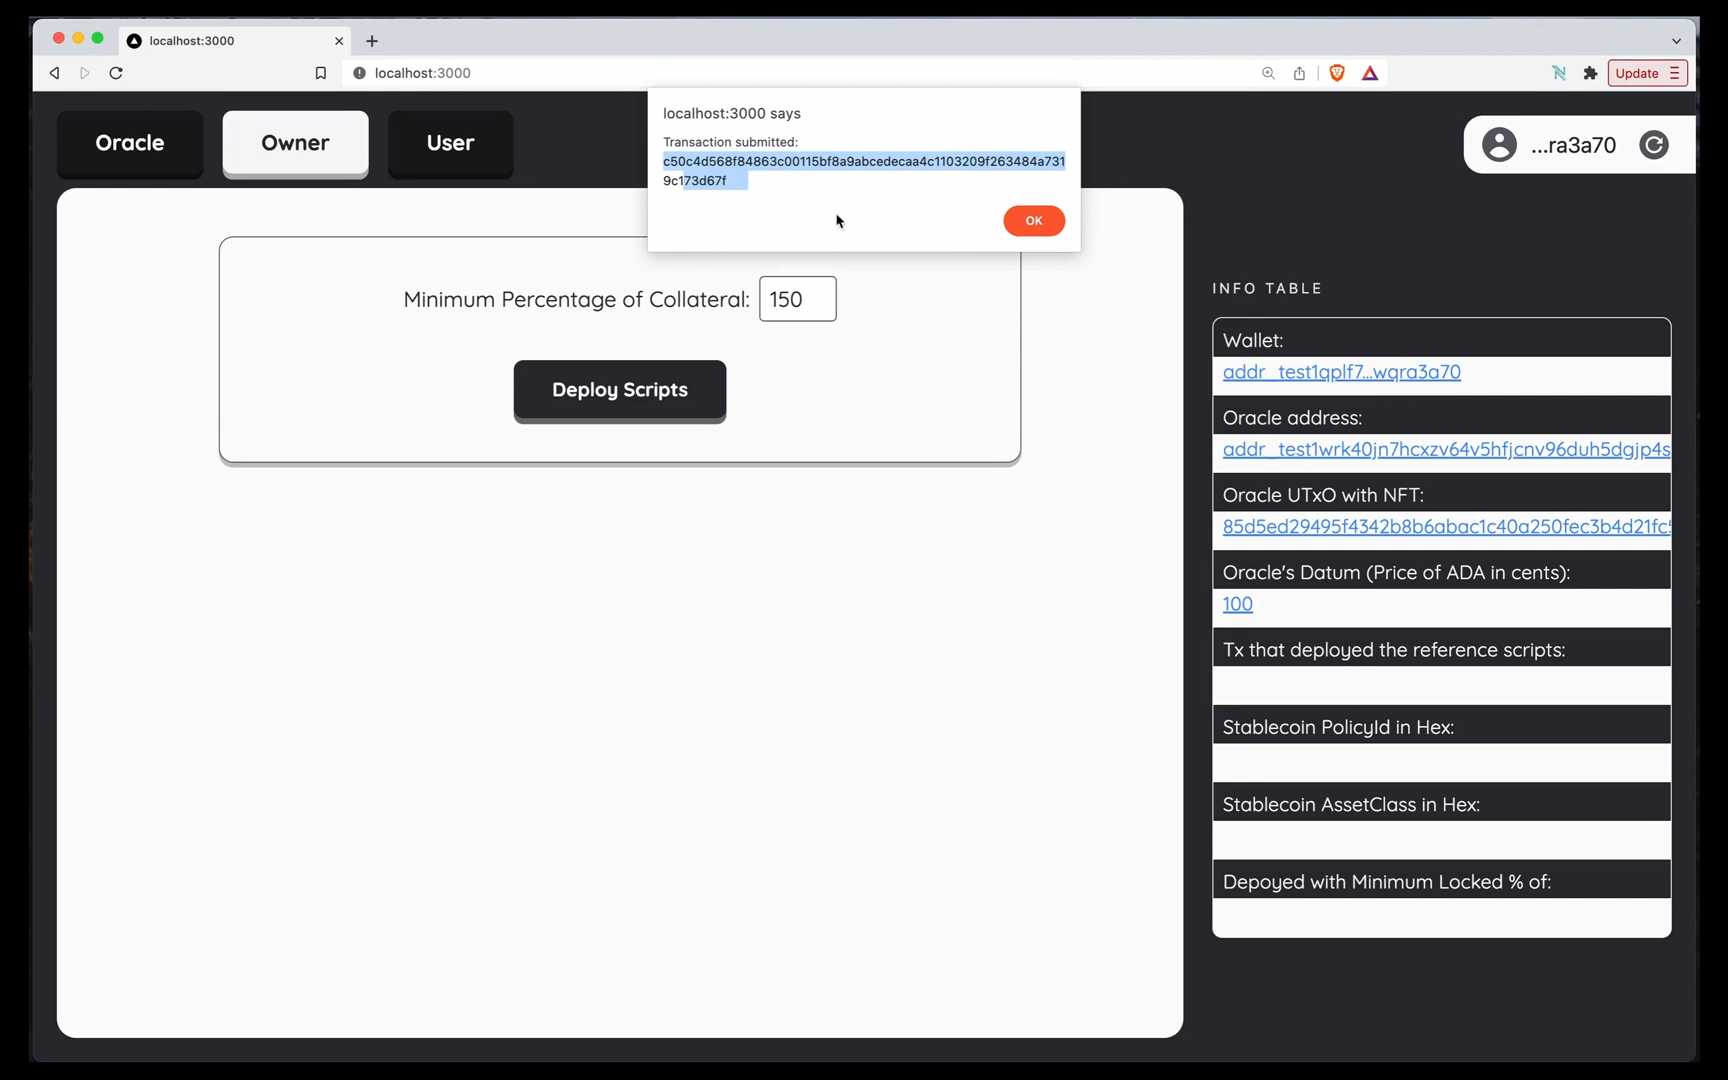 localhost:3000
localhost:3000
Update
localhost:3000 says
Transaction submitted:
c50c4d568f84863c00115bf8a9abcedecaa4c1103209f263484a731
9c173d67f
OK
Oracle
Owner
User
...ra3a70
Minimum Percentage of Collateral: 150
Deploy Scripts
INFO TABLE
Wallet:
addr_test1qplf7...wqra3a70
Oracle address:
addr_test1wrk40jn7hcxzv64v5hfjcnv96duh5dgjp4s
Oracle UTxO with NFT:
85d5ed29495f4342b8b6abac1c40a250fec3b4d21fc5
Oracle's Datum (Price of ADA in cents):
100
Tx that deployed the reference scripts:
Stablecoin PolicyId in Hex:
Stablecoin AssetClass in Hex:
Depoyed with Minimum Locked % of: